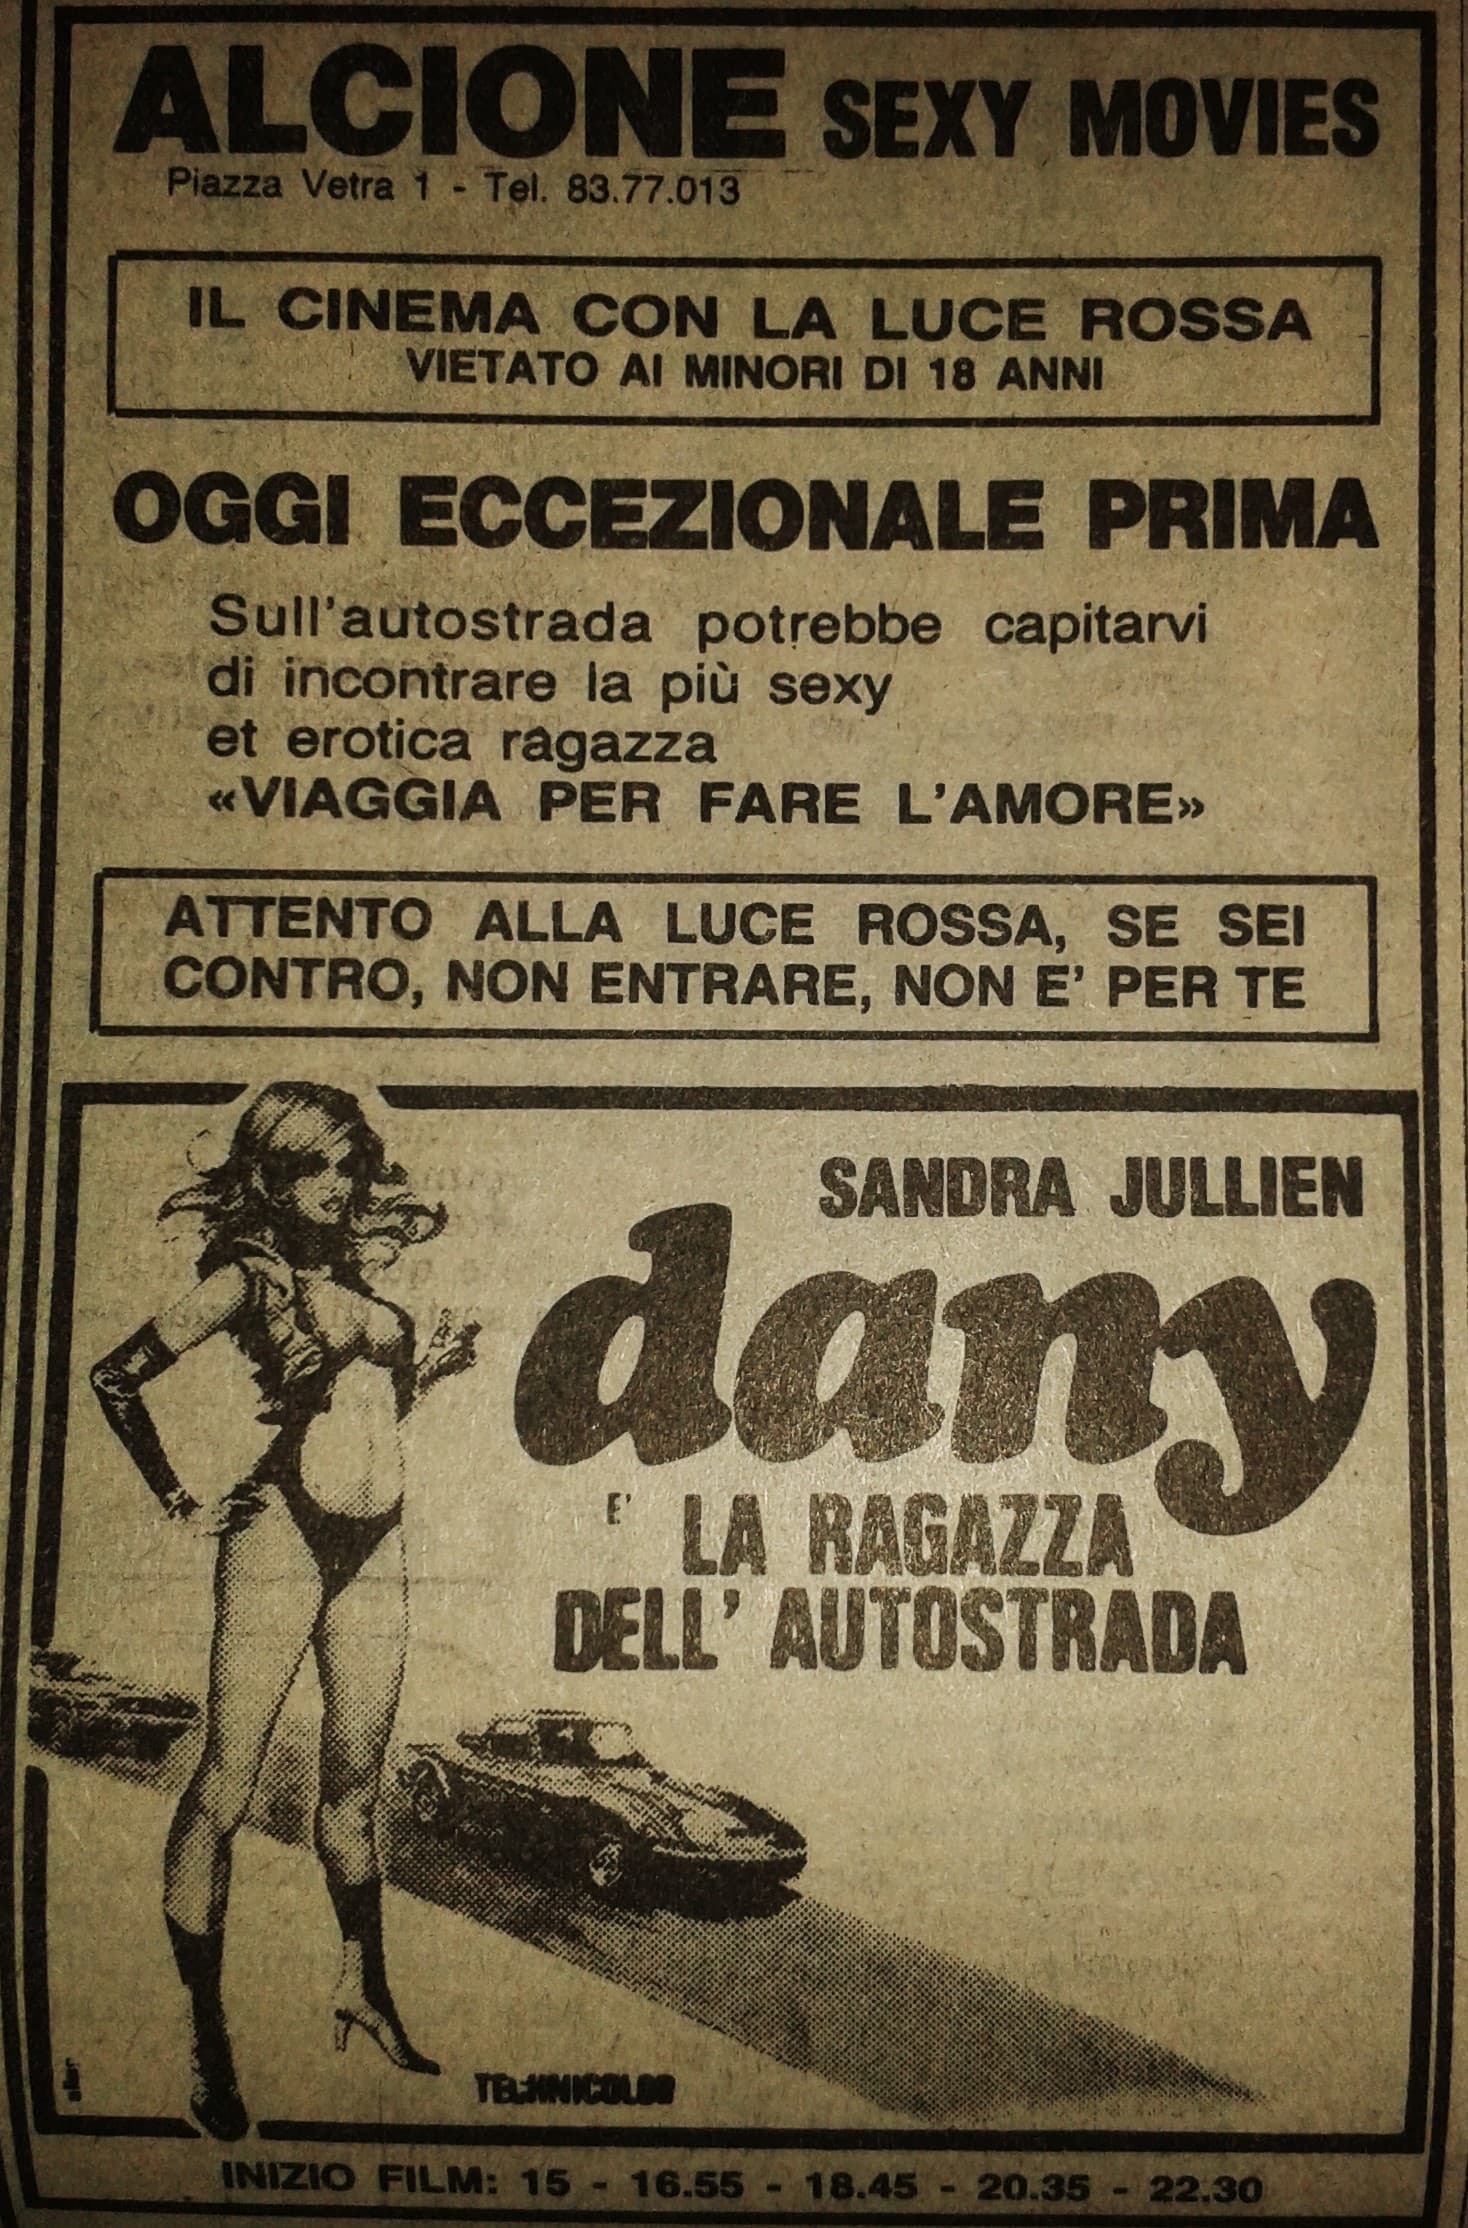 ALCIONE SEXY MOVIES
Piazza Vetra 1 - Tel. 83.77.013
IL CINEMA CON LA LUCE ROSSA
VIETATO AI MINORI DI 18 ANNI
OGGI ECCEZIONALE PRIMA
Sull'autostrada potrebbe capitarvi
di incontrare la più sexy
et erotica ragazza
«VIAGGIA PER FARE L'AMORE»
ATTENTO ALLA LUCE ROSSA, SE SEI
CONTRO, NON ENTRARE, NON E' PER TE
SANDRA JULLIEN
dany
E' LA RAGAZZA
DELL' AUTOSTRADA
TECHNICOLOR
INIZIO FILM: 15 - 16.55 - 18.45 - 20.35 - 22.30